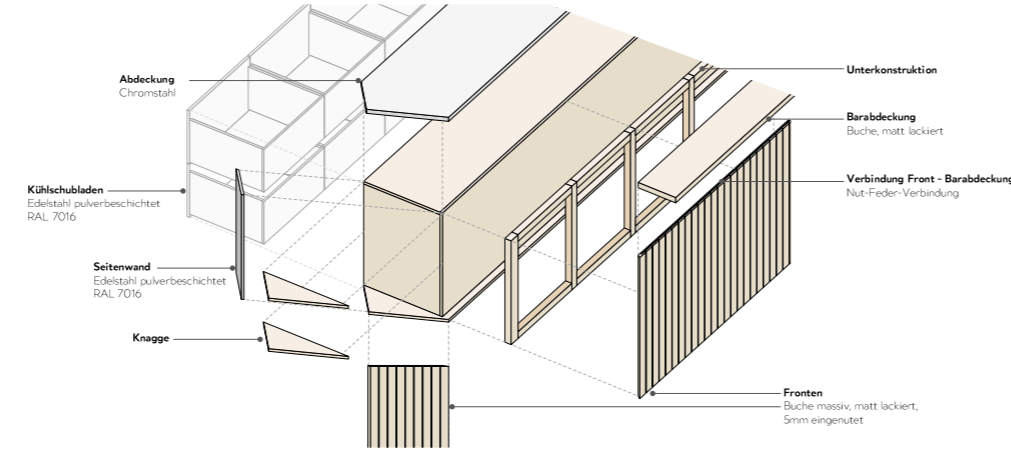 Abdeckung
Chromstahl
Kühlschubladen
Edelstahl pulverbeschichtet
RAL 7016
Seitenwand
Edelstahl pulverbeschichtet
RAL 7016
Knagge
Unterkonstruktion
Barabdeckung
Buche, matt lackiert
Verbindung Front - Barabdeckung
Nut-Feder-Verbindung
Fronten
Buche massiv, matt lackiert,
5mm eingenutet